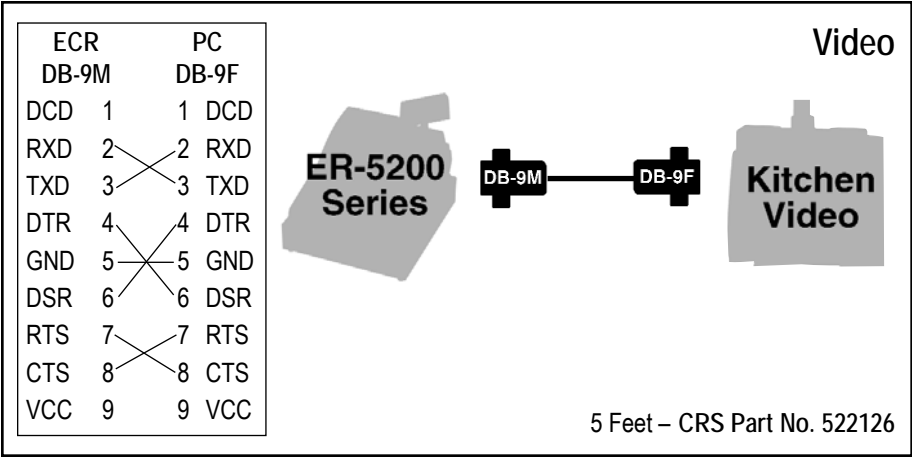 ECR PC
DB-9M DB-9F
DCD 1 1 DCD
RXD 2 2 RXD
TXD 3 3 TXD
DTR 4 4 DTR
GND 5 5 GND
DSR 6 6 DSR
RTS 7 7 RTS
CTS 8 8 CTS
VCC 9 9 VCC
Video
ER-5200
Series
DB-9M
DB-9F
Kitchen
Video
5 Feet – CRS Part No. 522126